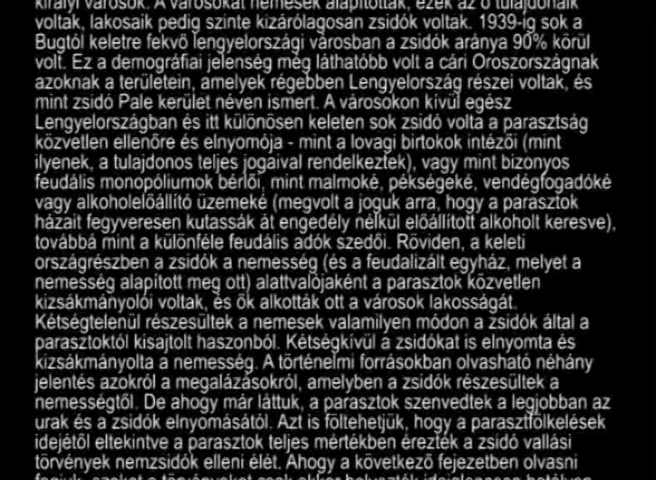 királyi városok. A városokat nemesek alapították, ezek az ő tulajdonaik
voltak, lakosaik pedig szinte kizárólagosan zsidók voltak. 1939-ig sok a
Bugtól keletre fekvő lengyelországi városban a zsidók aránya 90% körül
volt. Ez a demográfiai jelenség még láthatóbb volt a cári Oroszországnak
azoknak a területein, amelyek régebben Lengyelország részei voltak, és
mint zsidó Pale kerület néven ismert. A városokon kívül egész
Lengyelországban és itt különösen keleten sok zsidó volta a parasztság
közvetlen ellenőre és elnyomója - mint a lovagi birtokok intézői (mint
ilyenek, a tulajdonos teljes jogaival rendelkeztek), vagy mint bizonyos
feudális monopóliumok bérlői, mint malmoké, pékségeké, vendégfogadóké
vagy alkoholelőállító üzemeké (megvolt a joguk arra, hogy a parasztok
házait fegyveresen kutassák át engedély nélkül előállított alkoholt keresve),
továbbá mint a különféle feudális adók szedői. Röviden, a keleti
országrészben a zsidók a nemesség (és a feudalizált egyház, melyet a
nemesség alapított meg ott) alattvalójaként a parasztok közvetlen
kizsákmányolói voltak, és ők alkották ott a városok lakosságát.
Kétségtelenül részesültek a nemesek valamilyen módon a zsidók által a
parasztoktól kisajtolt haszonból. Kétségkívül a zsidókat is elnyomta és
kizsákmányolta a nemesség. A történelmi forrásokban olvasható néhány
jelentés azokról a megalázásokról, amelyben a zsidók részesültek a
nemességtől. De ahogy már láttuk, a parasztok szenvedtek a legjobban az
urak és a zsidók elnyomásától. Azt is föltehetjük, hogy a parasztfölkelések
idejétől eltekintve a parasztok teljes mértékben érezték a zsidó vallási
törvények nemzsidók elleni élét. Ahogy a következő fejezetben olvasni